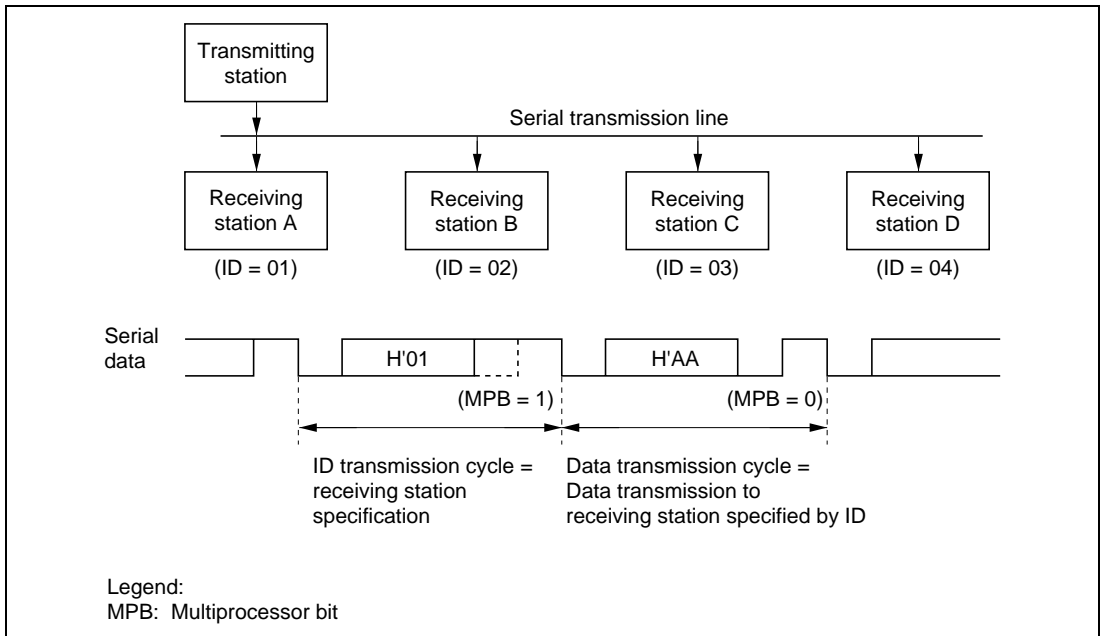 Transmitting
station
Serial transmission line
Receiving
station A
Receiving
station B
Receiving
station C
Receiving
station D
(ID = 01)
(ID = 02)
(ID = 03)
(ID = 04)
Serial
data
H'01
H'AA
(MPB = 1)
(MPB = 0)
ID transmission cycle =
receiving station
specification
Data transmission cycle =
Data transmission to
receiving station specified by ID
Legend:
MPB: Multiprocessor bit